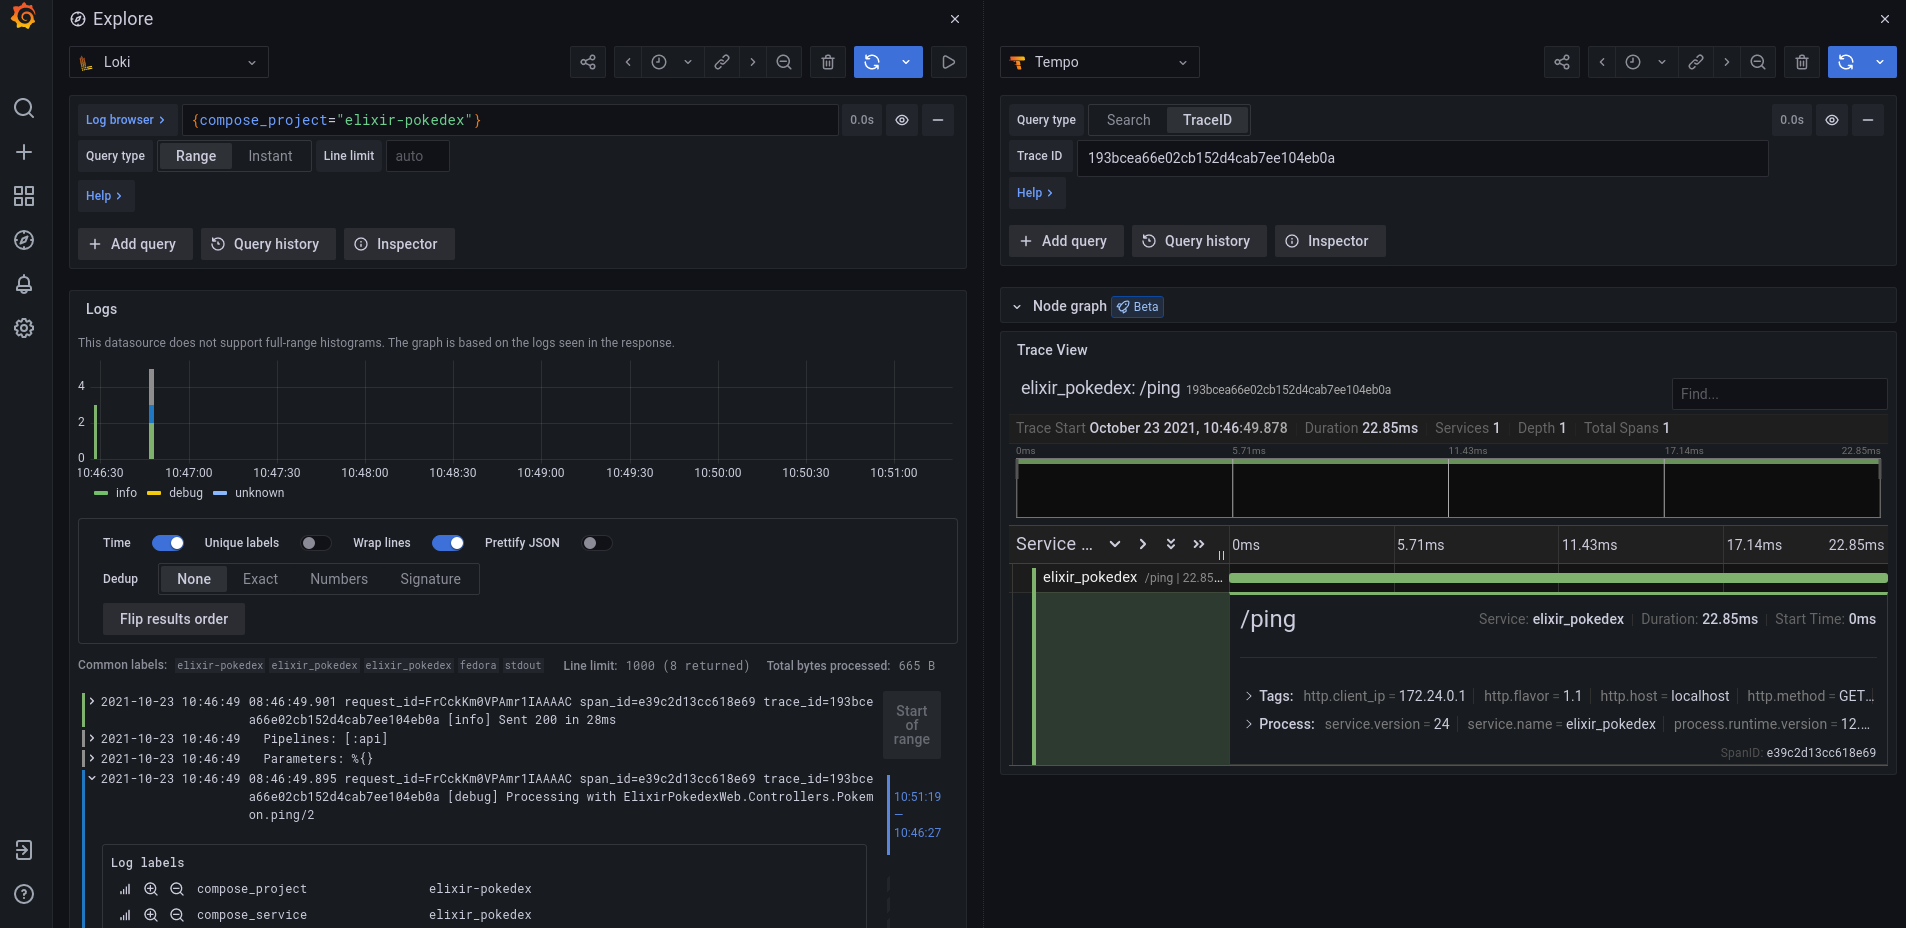 Explore
Loki
Log browser
{compose_project="elixir-pokedex"}
0.0s
Query type
Range
Instant
Line limit
auto
Help
Add query
Query history
Inspector
Logs
This datasource does not support full-range histograms. The graph is based on the logs seen in the response.
4
2
0
10:46:30 10:47:00 10:47:30 10:48:00 10:48:30 10:49:00 10:49:30 10:50:00 10:50:30 10:51:00
info debug unknown
Time Unique labels Wrap lines Prettify JSON
Dedup None Exact Numbers Signature
Flip results order
Common labels: elixir-pokedex elixir_pokedex elixir_pokedex fedora stdout Line limit: 1000 (8 returned) Total bytes processed: 665 B
2021-10-23 10:46:49 08:46:49.901 request_id=FrCckKm0VPAmr1IAAAAC span_id=e39c2d13cc618e69 trace_id=193bce
a66e02cb152d4cab7ee104eb0a [info] Sent 200 in 28ms
2021-10-23 10:46:49 Pipelines: [:api]
2021-10-23 10:46:49 Parameters: %{}
2021-10-23 10:46:49 08:46:49.895 request_id=FrCckKm0VPAmr1IAAAAC span_id=e39c2d13cc618e69 trace_id=193bce
a66e02cb152d4cab7ee104eb0a [debug] Processing with ElixirPokedexWeb.Controllers.Pokem
on.ping/2
Start
of
range
10:51:19
—
10:46:27
Log labels
compose_project elixir-pokedex
compose_service elixir_pokedex
Tempo
Query type
Search
TraceID
0.0s
Trace ID
193bcea66e02cb152d4cab7ee104eb0a
Help
Add query
Query history
Inspector
Node graph Beta
Trace View
elixir_pokedex: /ping 193bcea66e02cb152d4cab7ee104eb0a
Find...
Trace Start October 23 2021, 10:46:49.878 Duration 22.85ms Services 1 Depth 1 Total Spans 1
0ms 5.71ms 11.43ms 17.14ms 22.85ms
Service ... 0ms 5.71ms 11.43ms 17.14ms 22.85ms
elixir_pokedex /ping | 22.85...
/ping Service: elixir_pokedex Duration: 22.85ms Start Time: 0ms
Tags: http.client_ip = 172.24.0.1 http.flavor = 1.1 http.host = localhost http.method = GET...
Process: service.version = 24 service.name = elixir_pokedex process.runtime.version = 12....
SpanID: e39c2d13cc618e69